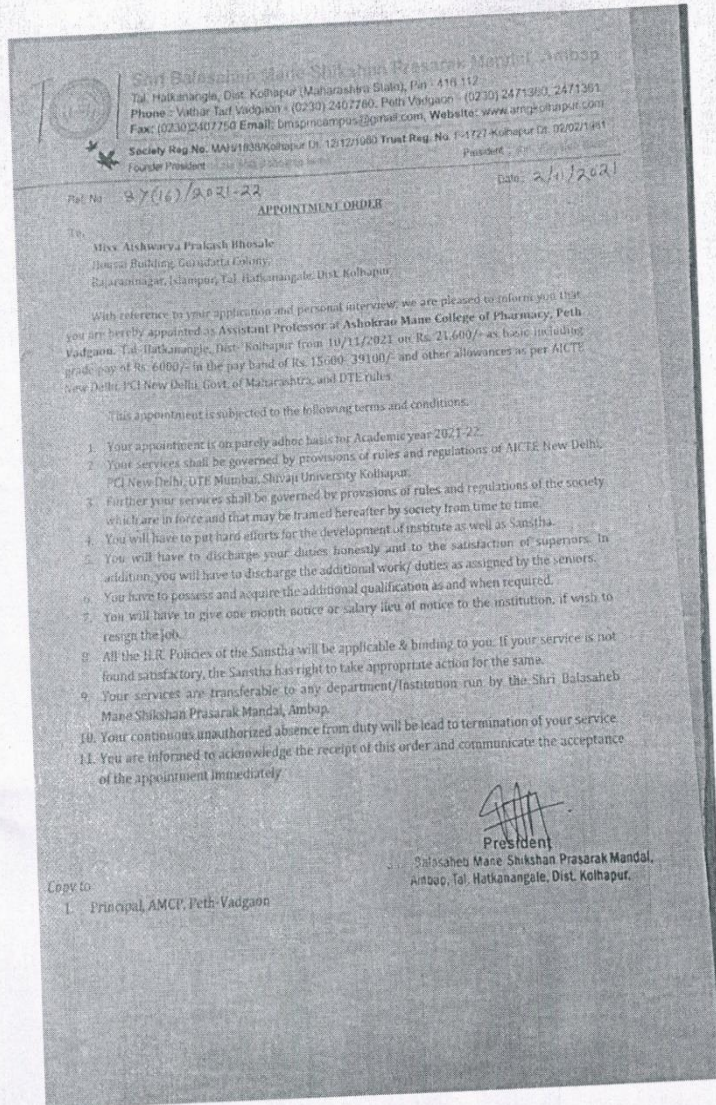 Shri Balasaheb Mane Shikshan Prasarak Mandal, Ambap
Tal. Hatkanangle, Dist. Kolhapur (Maharashtra State), Pin - 416 112
Phone : Vathar Tarf Vadgaon - (0230) 2407760, Peth Vadgaon - (0230) 2471360, 2471361
Fax: (0230)2407750 Email: bmspmcampus@gmail.com, Website: www.amgkolhapur.com
Society Reg.No. Kolhapur Dt. 12/12/1980 Trust Reg. No. Kolhapur Dt. 02/02/1981
Founder President President :
Ref. No. 37(16)/2021-22 Date: 2/11/2021
APPOINTMENT ORDER
To,
Miss. Aishwarya Prakash Bhosale
Building, Gurudatta Colony,
Rajaramnagar, Islampur, Tal. Hatkanangale, Dist. Kolhapur,
With reference to your application and personal interview, we are pleased to inform you that
you are hereby appointed as Assistant Professor at Ashokrao Mane College of Pharmacy, Peth
Vadgaon. Tal.-Hatkanangle, Dist.- Kolhapur from 10/11/2021 on Rs. 21,600/- as basic including
grade pay of Rs. 6000/- in the pay band of Rs. 15600- 39100/- and other allowances as per AICTE
New Delhi, PCI New Delhi, Govt. of Maharashtra, and DTE rules.
This appointment is subjected to the following terms and conditions.
1. Your appointment is on purely adhoc basis for Academic year 2021-22.
2. Your services shall be governed by provisions of rules and regulations of AICTE New Delhi,
PCI New Delhi, DTE Mumbai, Shivaji University Kolhapur.
3. Further your services shall be governed by provisions of rules and regulations of the society
which are in force and that may be framed hereafter by society from time to time.
4. You will have to put hard efforts for the development of institute as well as Sanstha.
5. You will have to discharge your duties honestly and to the satisfaction of superiors. In
addition, you will have to discharge the additional work/ duties as assigned by the seniors.
6. You have to possess and acquire the additional qualification as and when required.
7. You will have to give one month notice or salary lieu of notice to the institution, if wish to
resign the job.
8. All the H.R. Policies of the Sanstha will be applicable & binding to you. If your service is not
found satisfactory, the Sanstha has right to take appropriate action for the same.
9. Your services are transferable to any department/Institution run by the Shri Balasaheb
Mane Shikshan Prasarak Mandal, Ambap.
10. Your continuous unauthorized absence from duty will be lead to termination of your service.
11. You are informed to acknowledge the receipt of this order and communicate the acceptance
of the appointment immediately.
President
Balasaheb Mane Shikshan Prasarak Mandal,
Ambap, Tal. Hatkanangale, Dist. Kolhapur.
Copy to
1. Principal, AMCP, Peth-Vadgaon